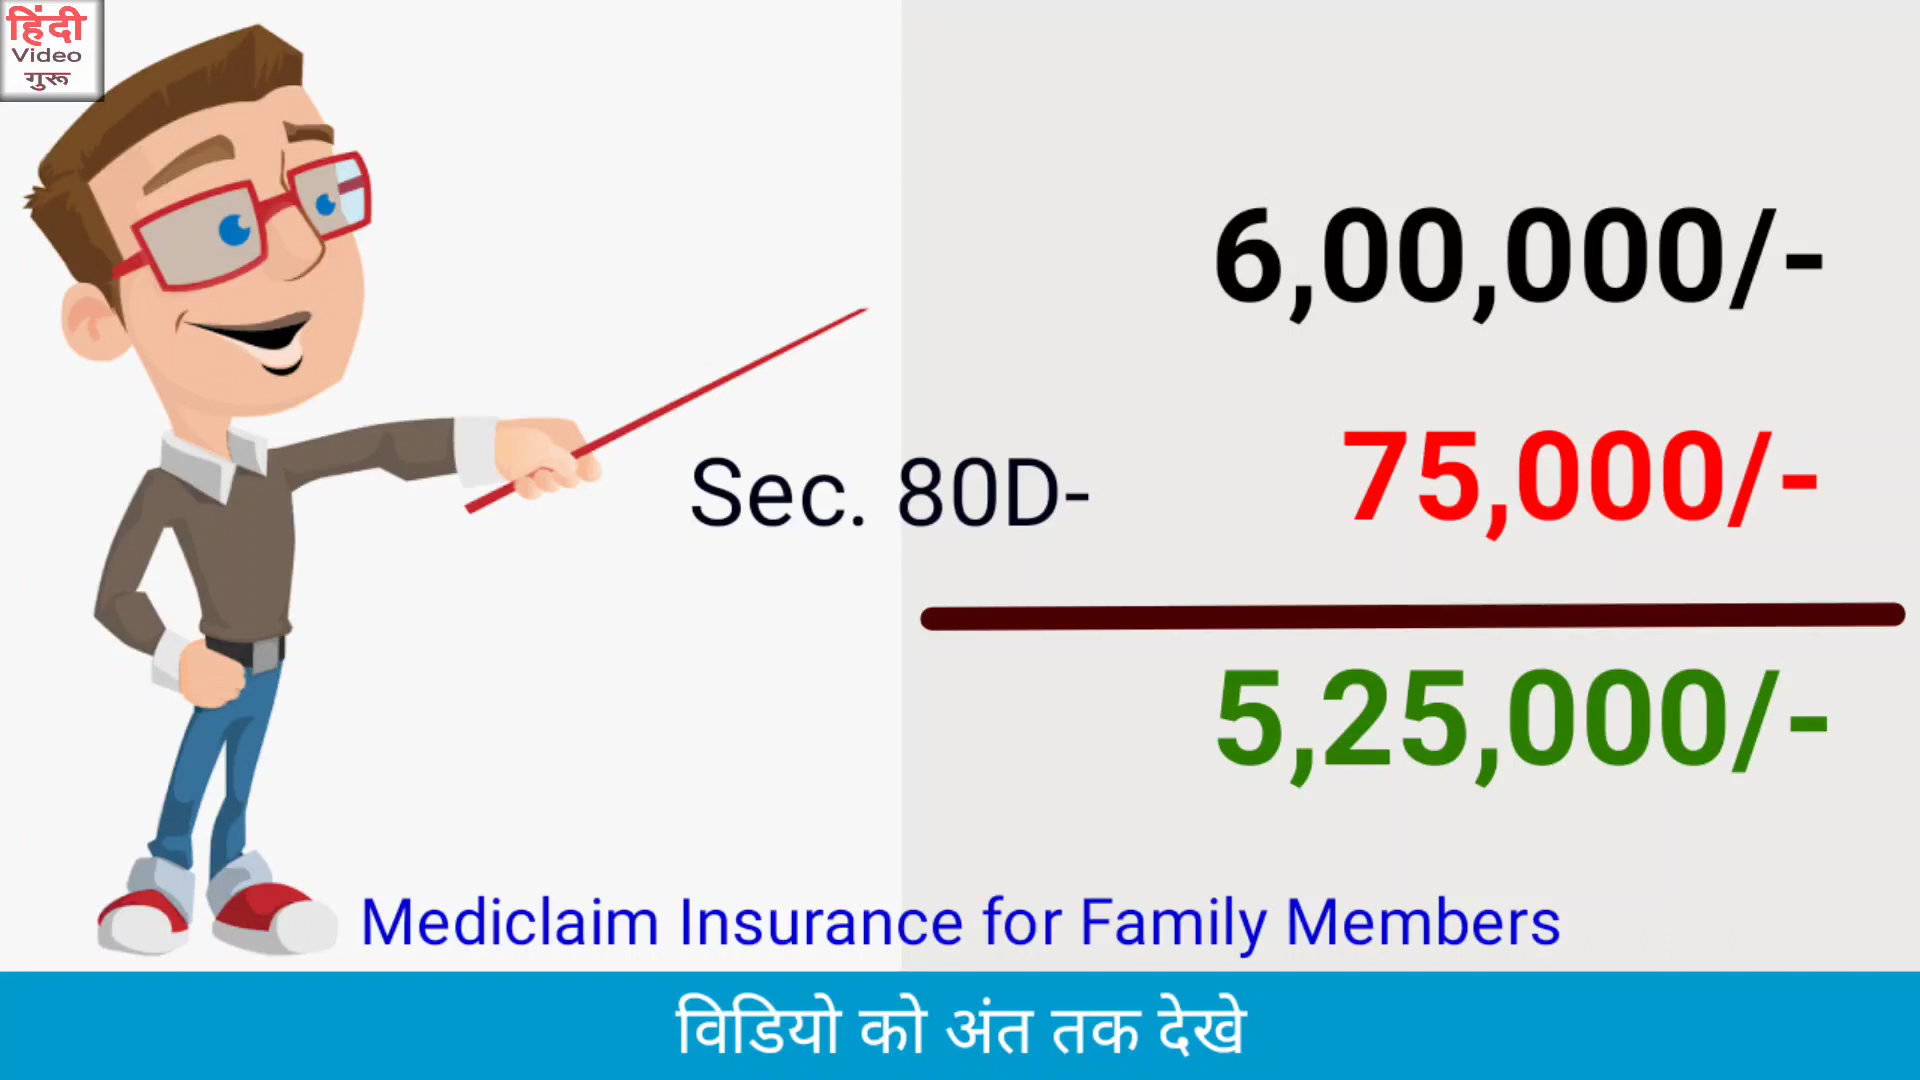 हिंदी
Video
गुरू
6,00,000/-
Sec. 80D- 75,000/-
5,25,000/-
Mediclaim Insurance for Family Members
विडियो को अंत तक देखे